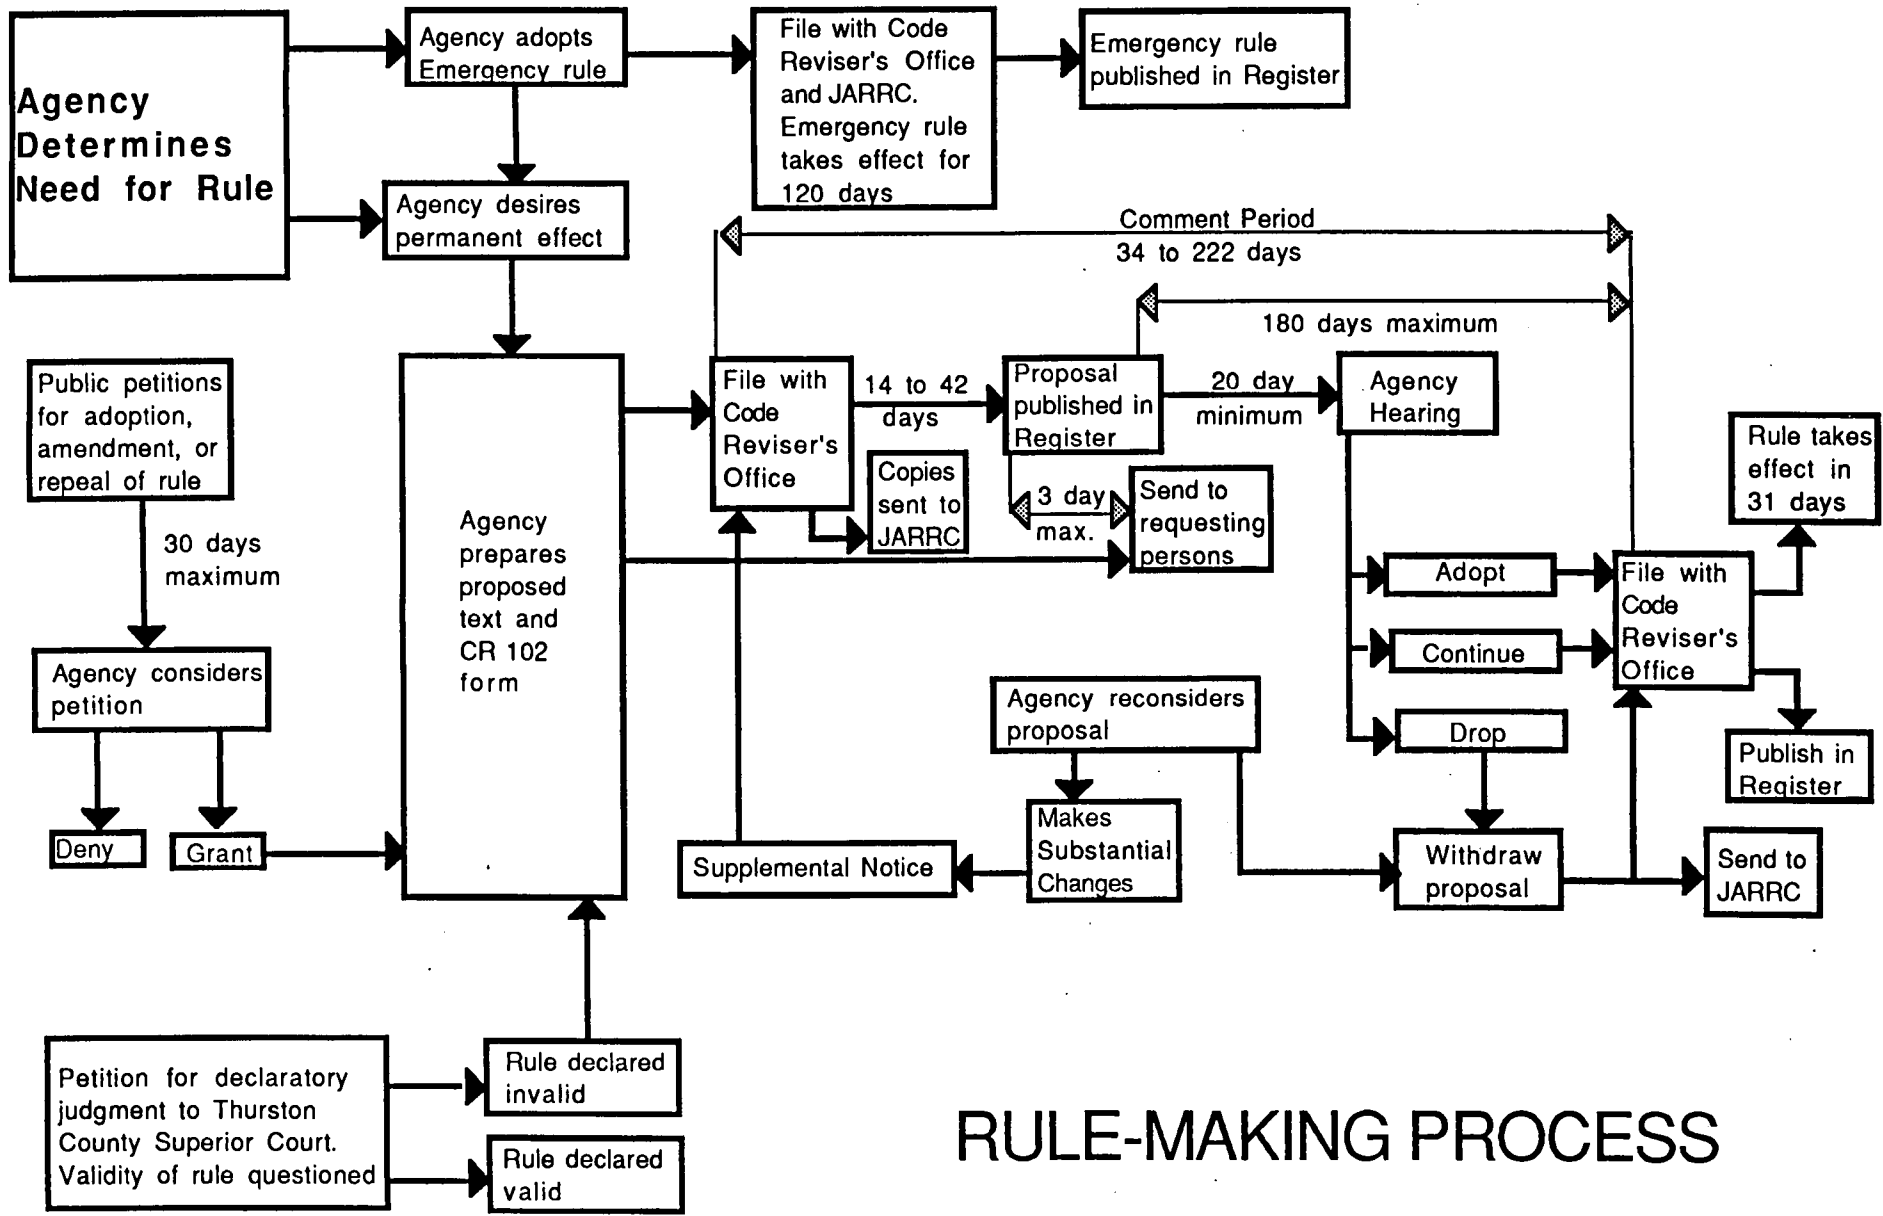 Agency
Determines
Need for Rule
Agency adopts
Emergency rule
File with Code
Reviser's Office
and JARRC.
Emergency rule
takes effect for
120 days
Emergency rule
published in Register
Agency desires
permanent effect
Comment Period
34 to 222 days
180 days maximum
Public petitions
for adoption,
amendment, or
repeal of rule
30 days
maximum
Agency considers
petition
Deny
Grant
Agency
prepares
proposed
text and
CR 102
form
File with
Code
Reviser's
Office
14 to 42
days
Copies
sent to
JARRC
Proposal
published in
Register
3 day
max.
Send to
requesting
persons
20 day
minimum
Agency
Hearing
Adopt
Continue
Drop
File with
Code
Reviser's
Office
Rule takes
effect in
31 days
Publish in
Register
Agency reconsiders
proposal
Makes
Substantial
Changes
Supplemental Notice
Withdraw
proposal
Send to
JARRC
Petition for declaratory
judgment to Thurston
County Superior Court.
Validity of rule questioned
Rule declared
invalid
Rule declared
valid
RULE-MAKING PROCESS